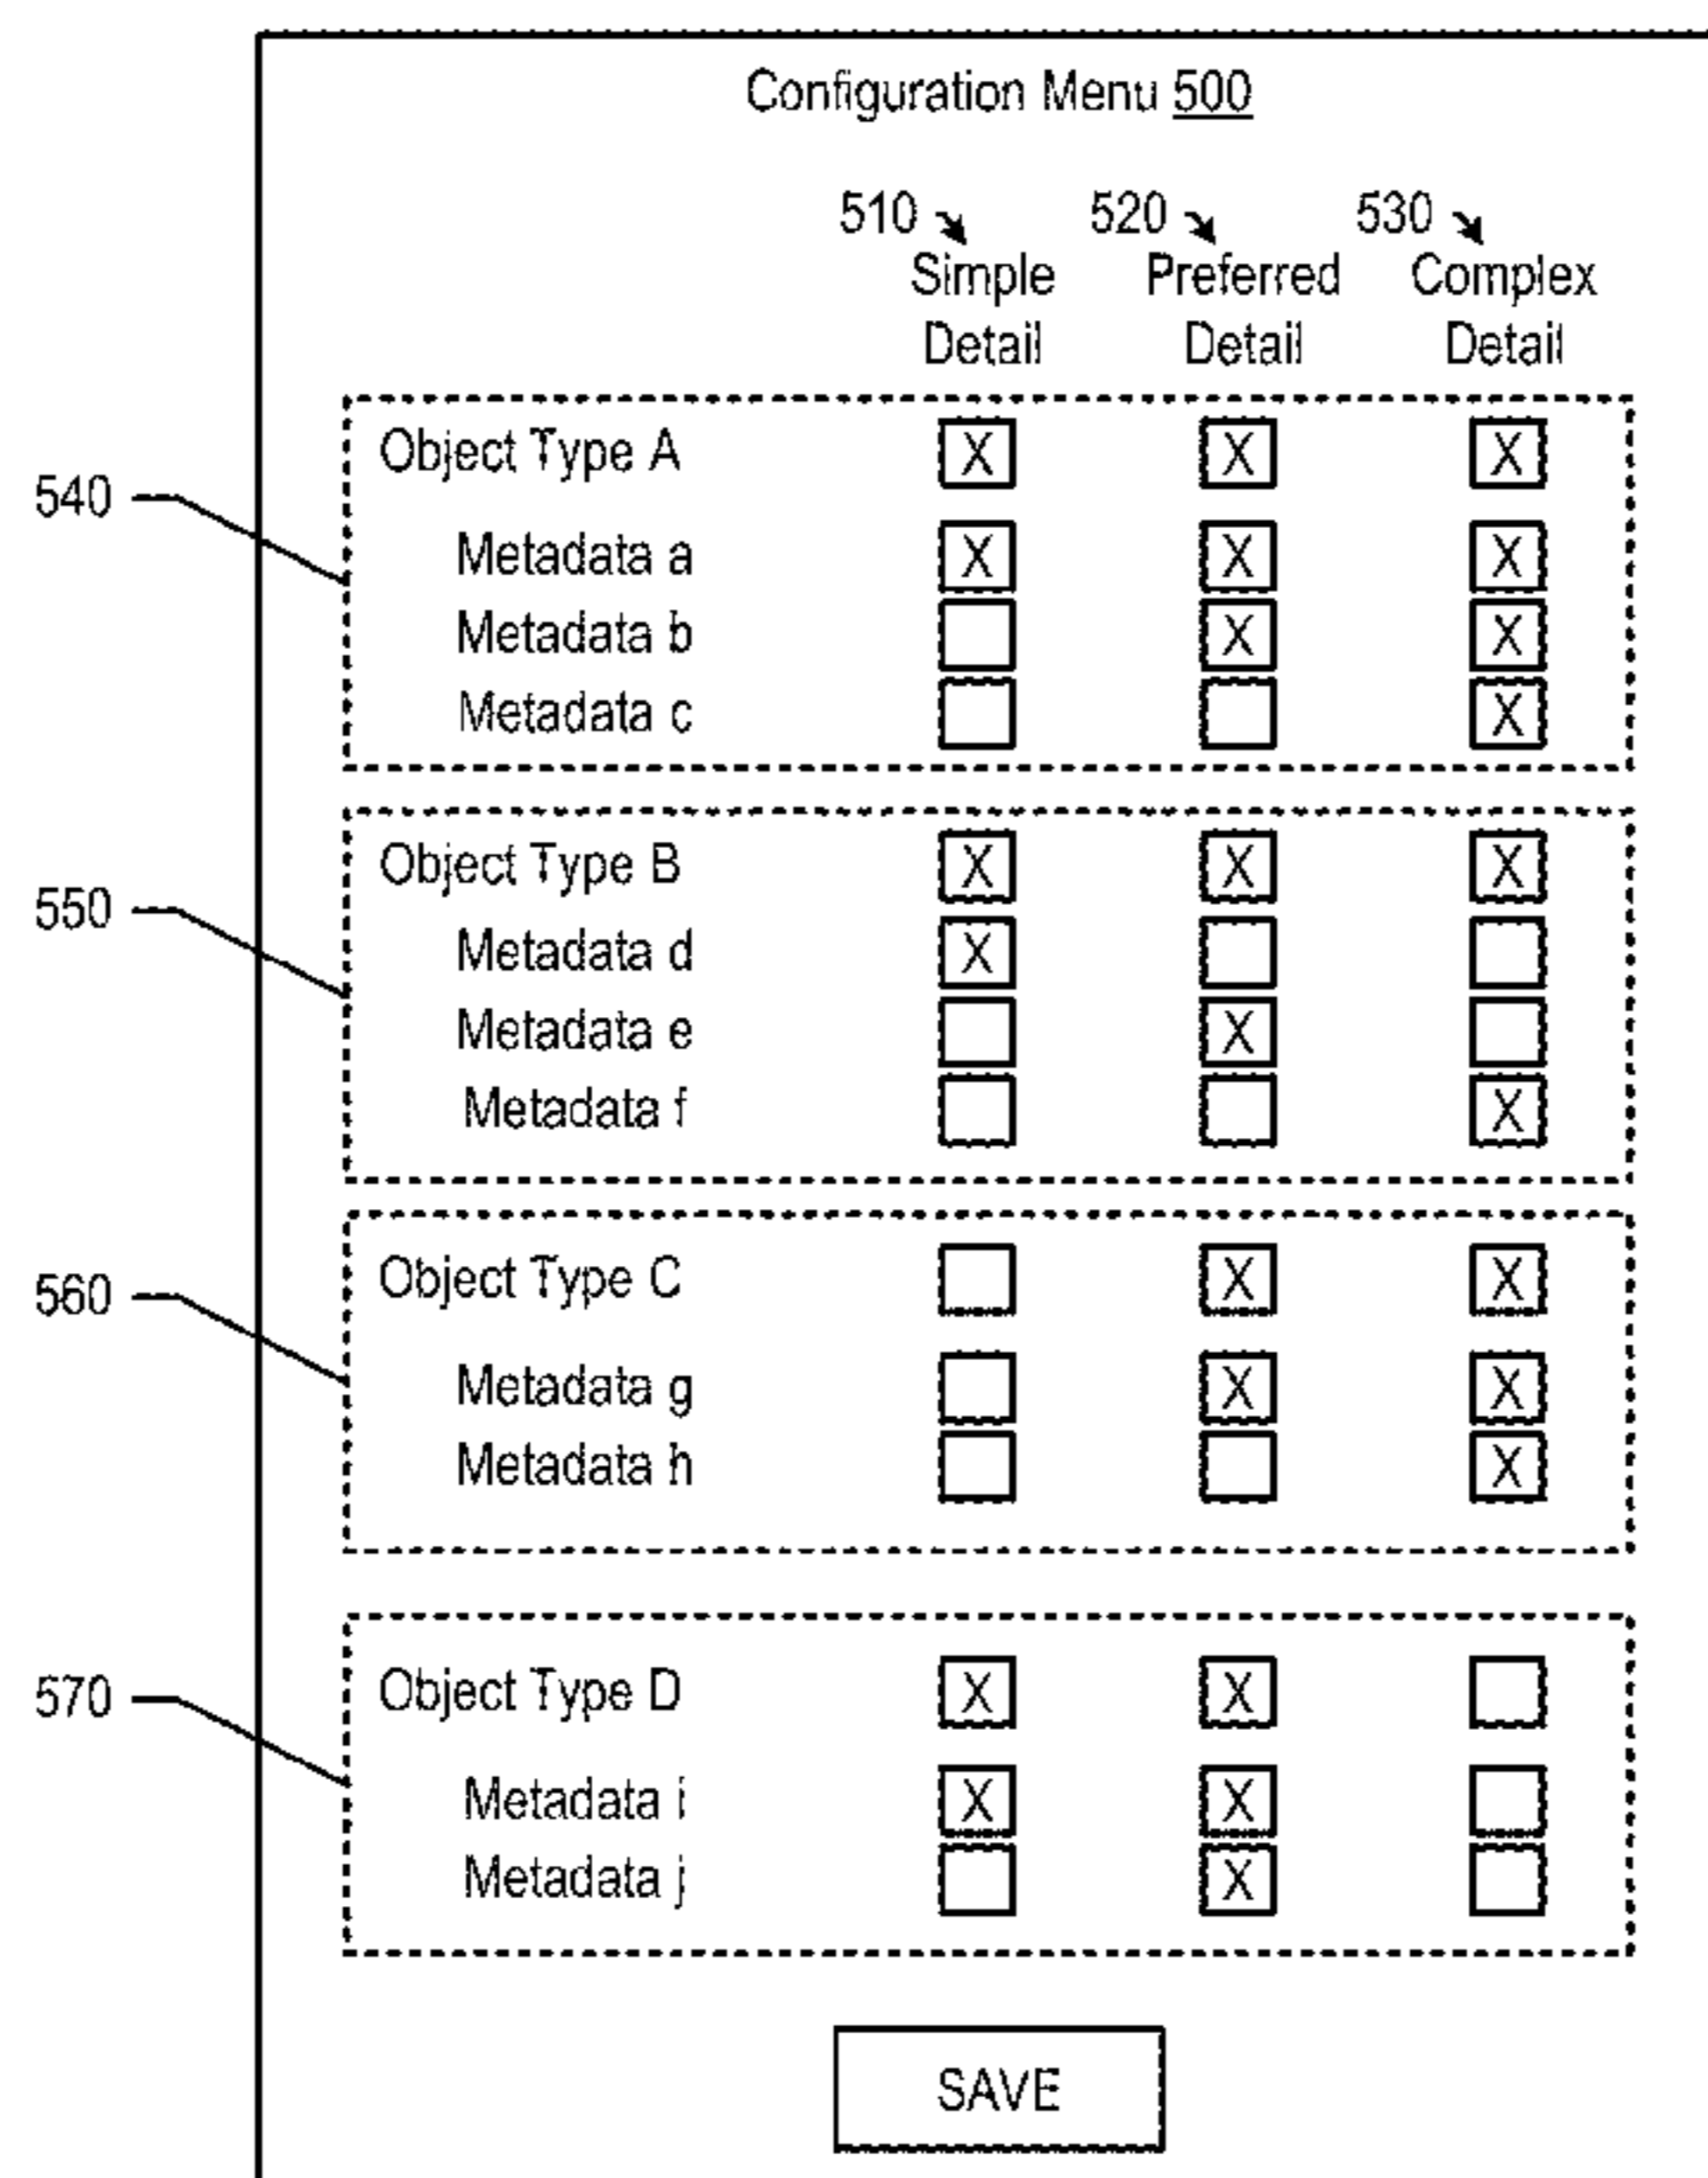 Configuration Menu 500
510 520 530
Simple Preferred Complex
Detail Detail Detail
Object Type A X X X
540
Metadata a X X X
Metadata b X X
Metadata c X
Object Type B X X X
550
Metadata d X
Metadata e X
Metadata f X
Object Type C X X
560
Metadata g X X
Metadata h X
Object Type D X X
570
Metadata i X X
Metadata j X
SAVE